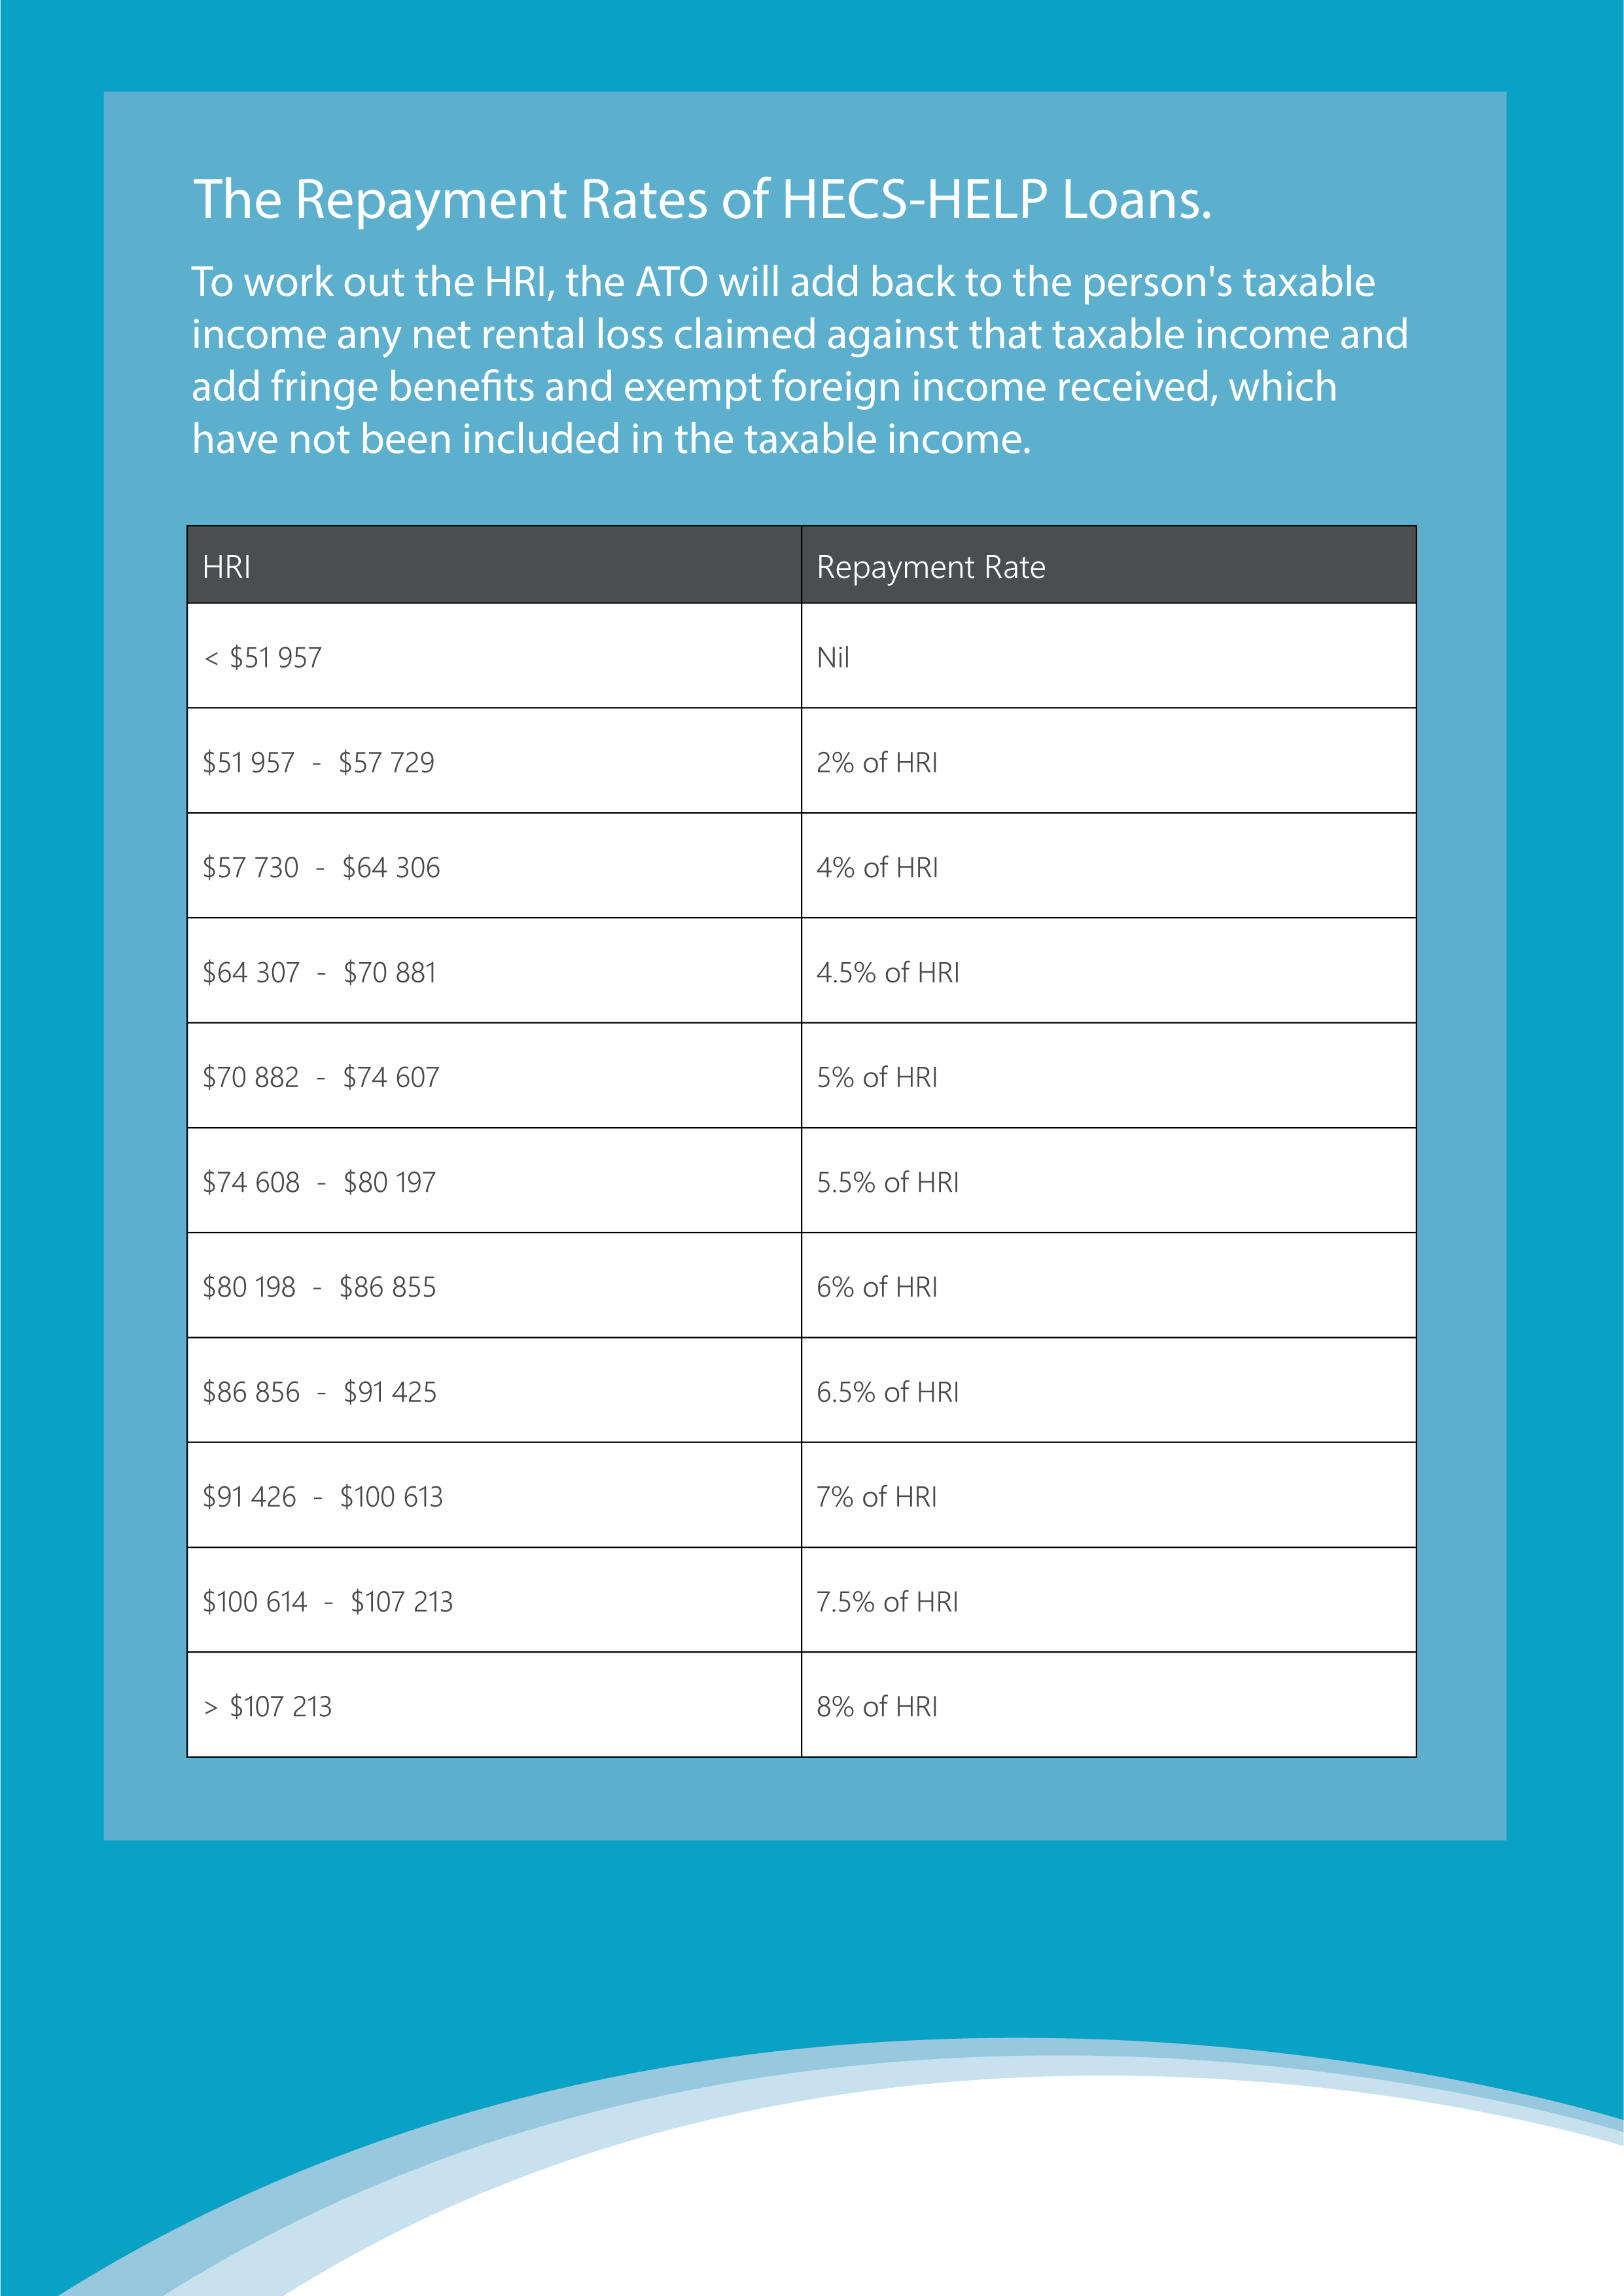 The Repayment Rates of HECS-HELP Loans.
To work out the HRI, the ATO will add back to the person's taxable
income any net rental loss claimed against that taxable income and
add fringe benefits and exempt foreign income received, which
have not been included in the taxable income.
HRI Repayment Rate
< $51 957 Nil
$51 957 - $57 729 2% of HRI
$57 730 - $64 306 4% of HRI
$64 307 - $70 881 4.5% of HRI
$70 882 - $74 607 5% of HRI
$74 608 - $80 197 5.5% of HRI
$80 198 - $86 855 6% of HRI
$86 856 - $91 425 6.5% of HRI
$91 426 - $100 613 7% of HRI
$100 614 - $107 213 7.5% of HRI
> $107 213 8% of HRI